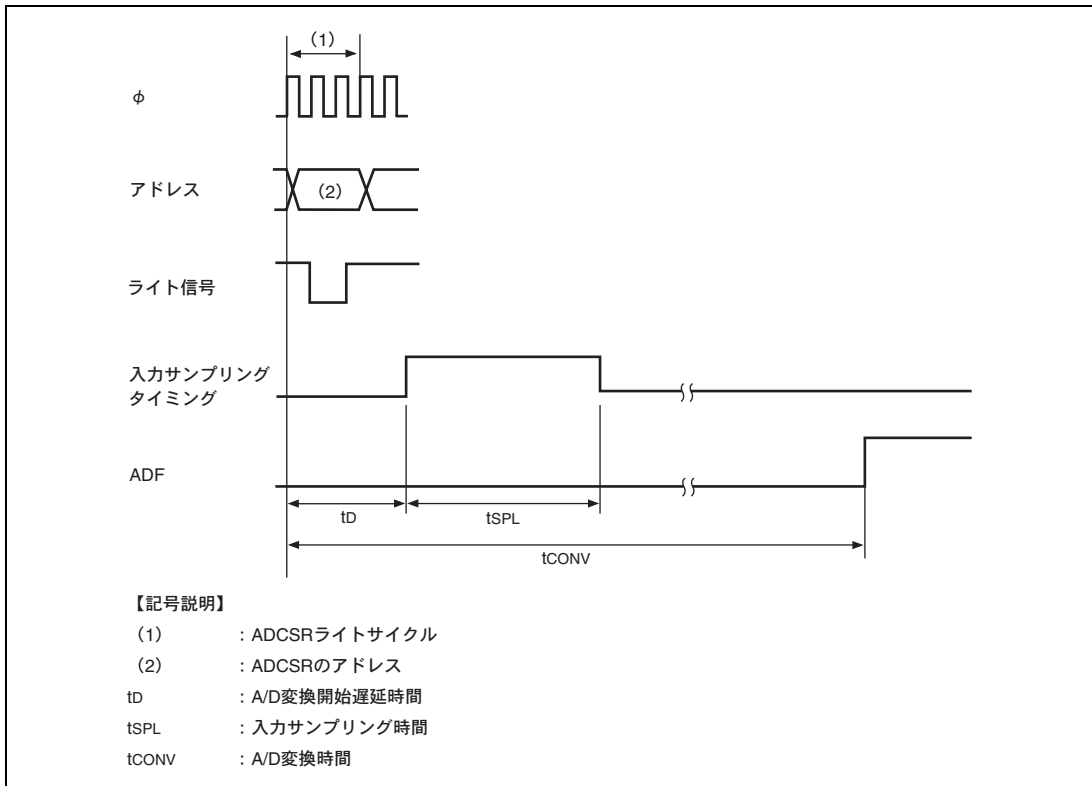 (1)
φ
アドレス
(2)
ライト信号
入力サンプリング
タイミング
ADF
tD
tSPL
tCONV
【記号説明】
(1) : ADCSRライトサイクル
(2) : ADCSRのアドレス
tD : A/D変換開始遅延時間
tSPL : 入力サンプリング時間
tCONV : A/D変換時間